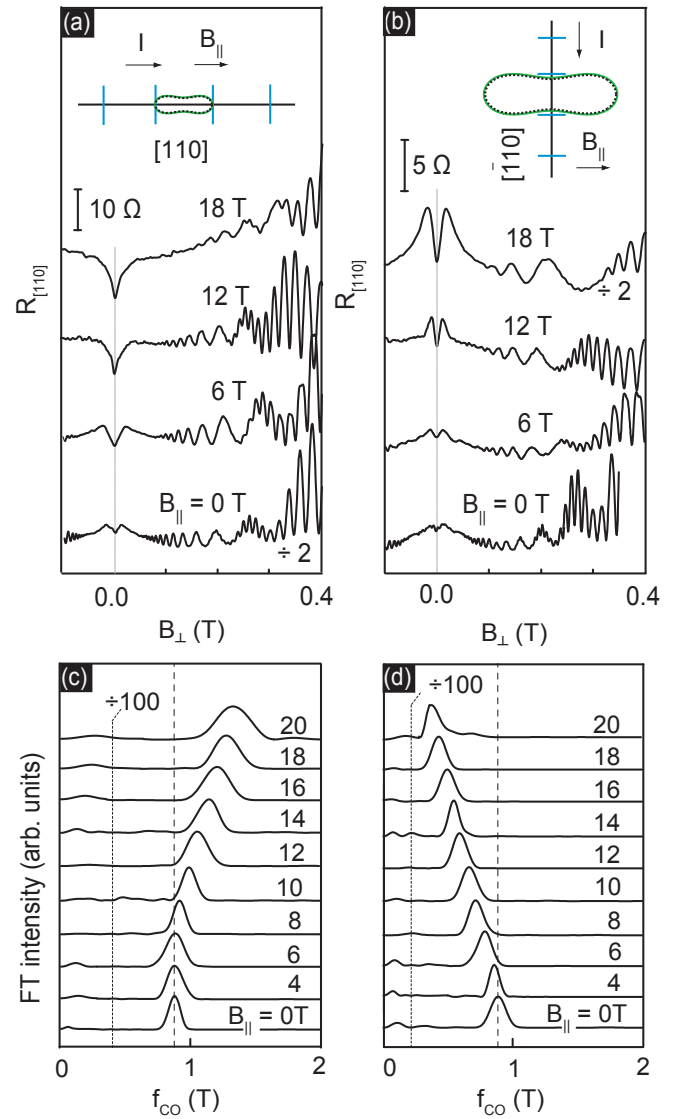 (a)
I
B||
[110]
10 Ω
18 T
12 T
6 T
B|| = 0 T
÷ 2
R[110]
0.0
0.4
B⊥ (T)
(b)
I
[1̄10]
B||
5 Ω
18 T
÷ 2
12 T
6 T
B|| = 0 T
R[110]
0.0
0.4
B⊥ (T)
(c)
÷100
20
18
16
14
12
10
8
6
4
B|| = 0T
FT intensity (arb. units)
0
1
2
fCO (T)
(d)
÷100
20
18
16
14
12
10
8
6
4
B|| = 0T
0
1
2
fCO (T)